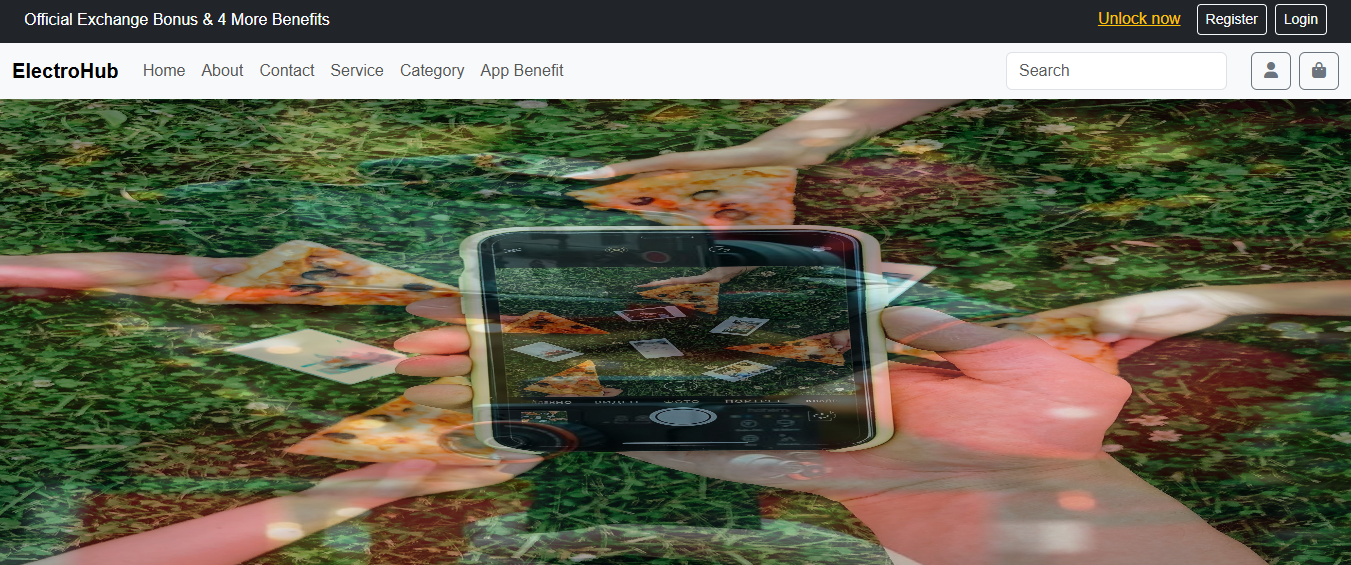 Official Exchange Bonus & 4 More Benefits
Unlock now
Register
Login
ElectroHub
Home
About
Contact
Service
Category
App Benefit
Search